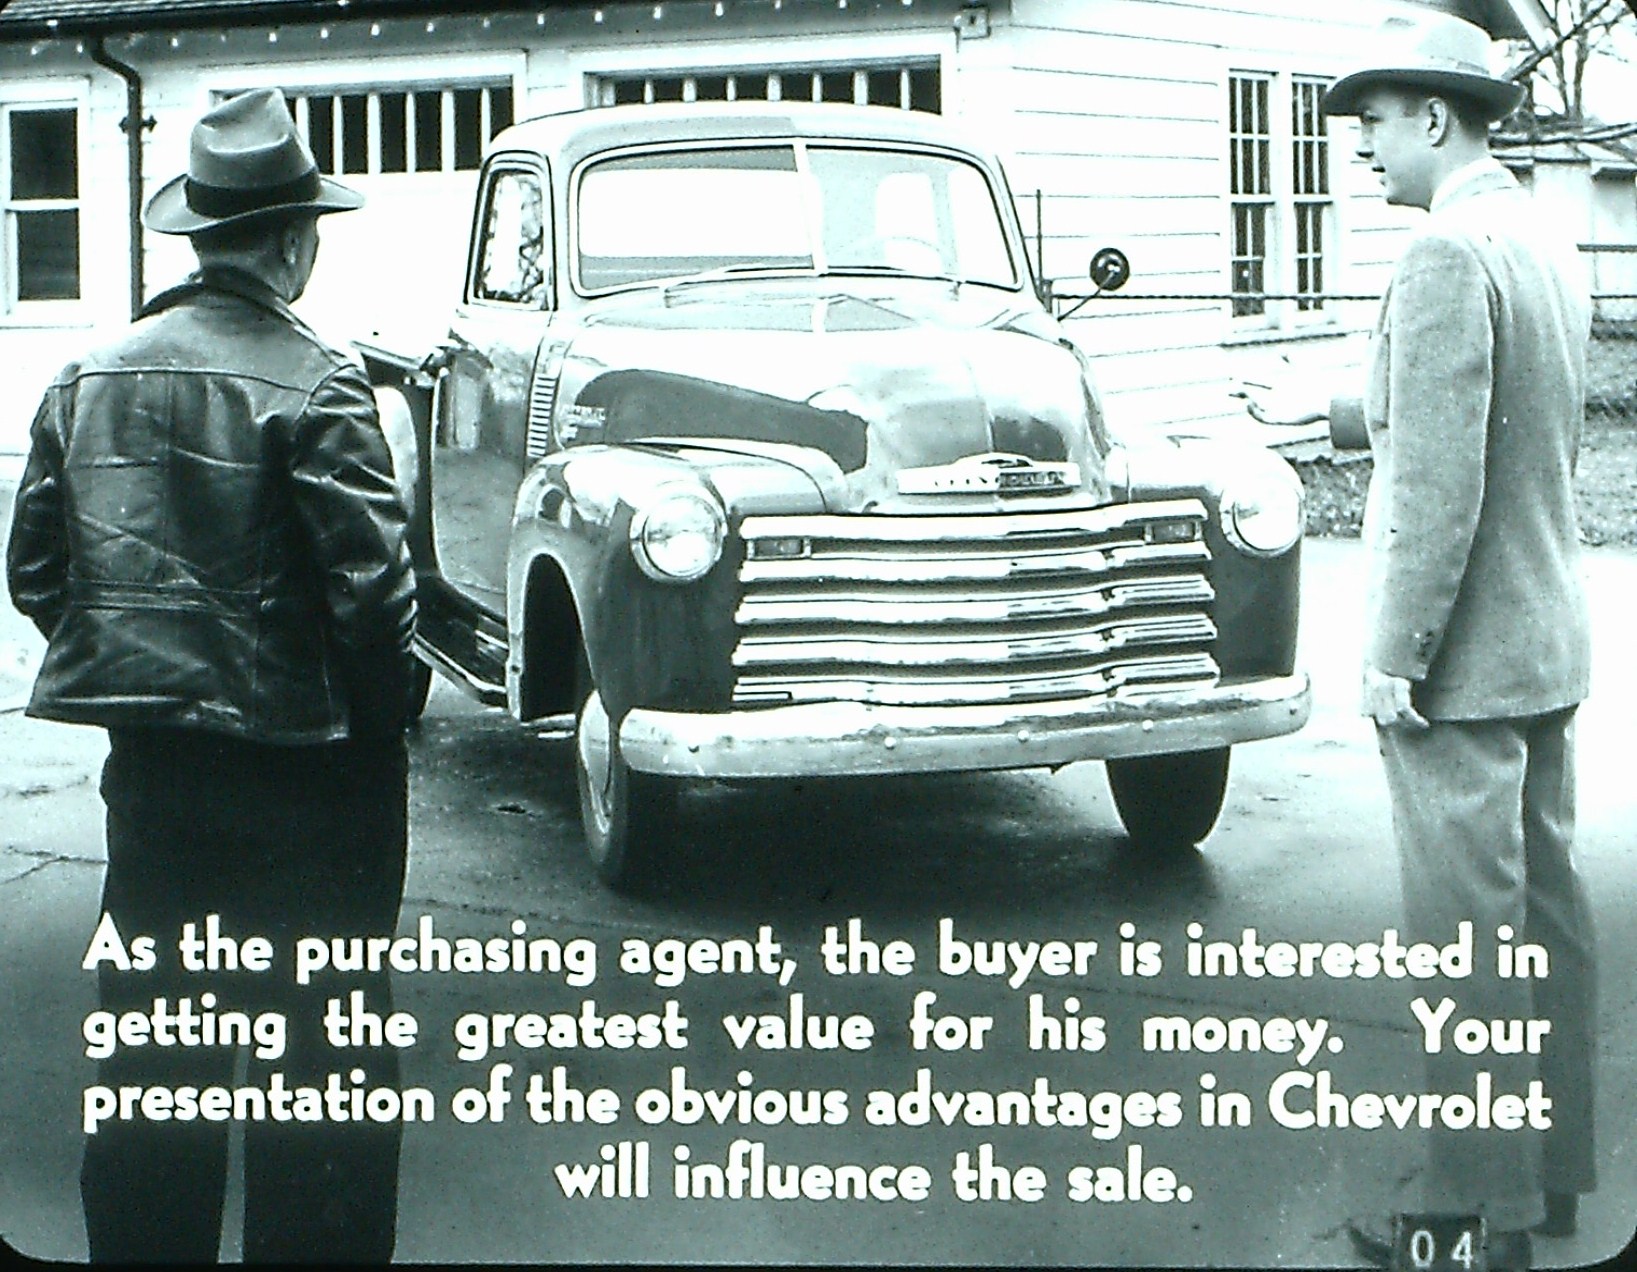 CHEVROLET
As the purchasing agent, the buyer is interested in
getting the greatest value for his money. Your
presentation of the obvious advantages in Chevrolet
will influence the sale.
04